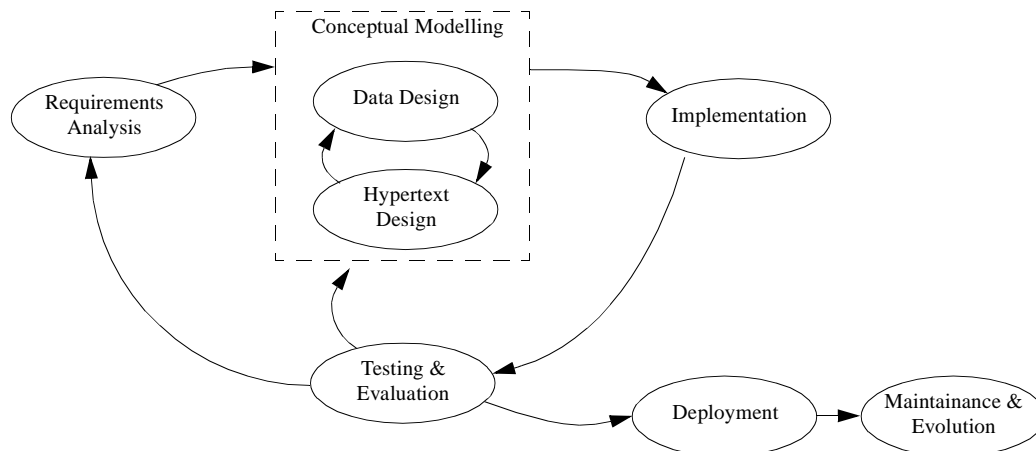 Conceptual Modelling
Data Design
Requirements
Analysis
Implementation
Hypertext
Design
Testing &
Evaluation
Deployment
Maintainance &
Evolution